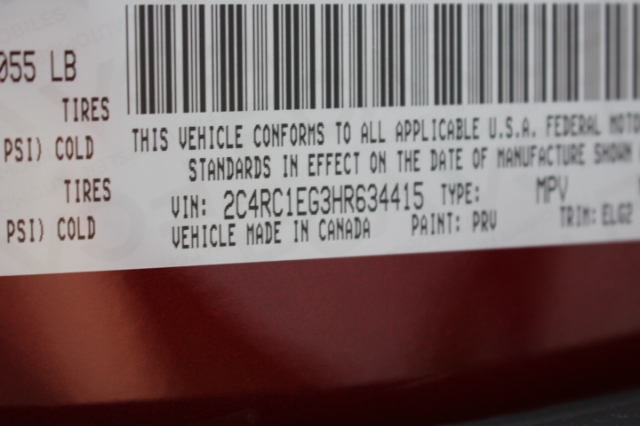 055 LB
TIRES
PSI) COLD
TIRES
PSI) COLD
THIS VEHICLE CONFORMS TO ALL APPLICABLE U.S.A. FEDERAL MOTO
STANDARDS IN EFFECT ON THE DATE OF MANUFACTURE SHOWN
VIN: 2C4RC1EG3HR634415 TYPE: MPV
VEHICLE MADE IN CANADA PAINT: PRV TRIM: ELG2